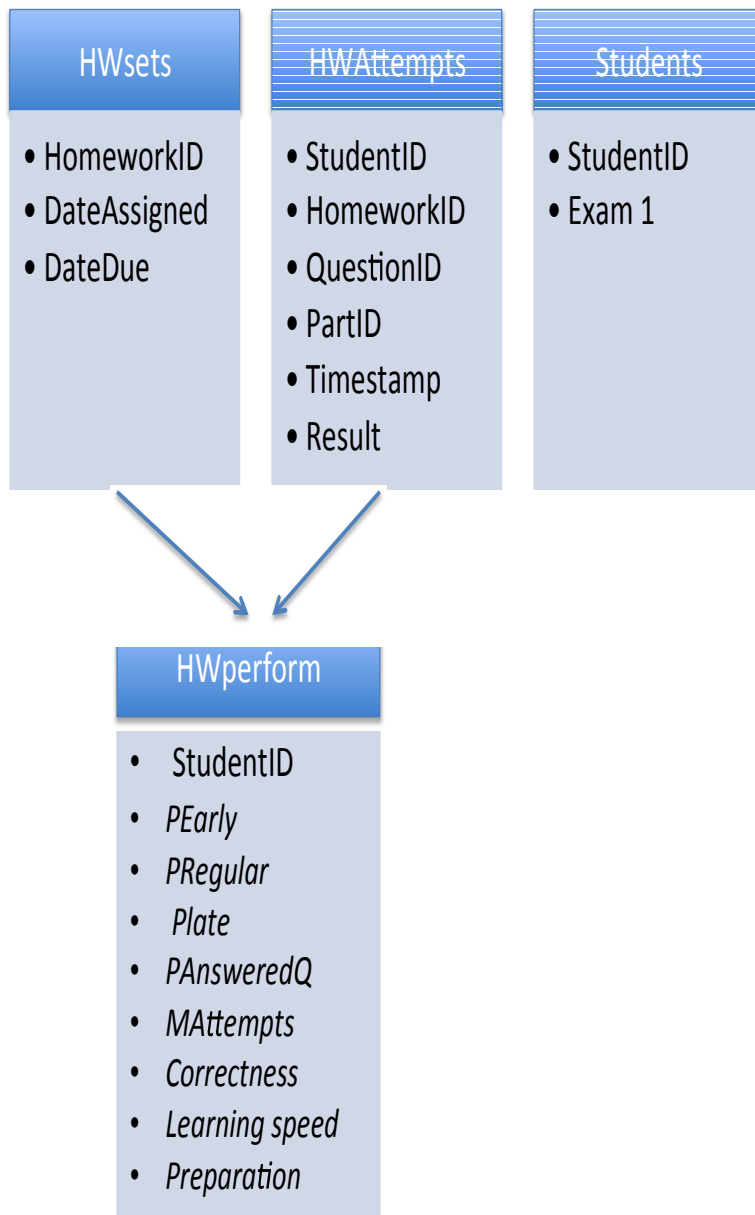 HWsets
• HomeworkID
• DateAssigned
• DateDue
HWAttempts
• StudentID
• HomeworkID
• QuestionID
• PartID
• Timestamp
• Result
Students
• StudentID
• Exam 1
HWperform
• StudentID
• PEarly
• PRegular
• Plate
• PAnsweredQ
• MAttempts
• Correctness
• Learning speed
• Preparation